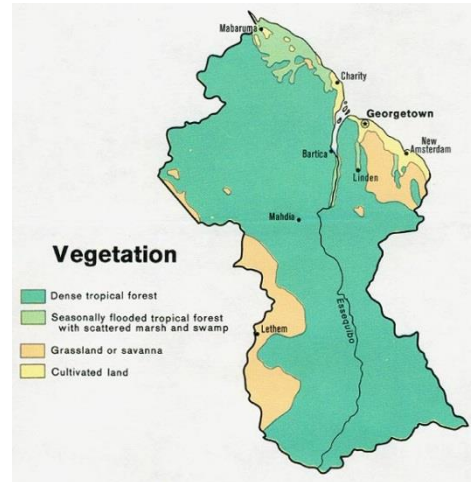 Mabaruma
Charity
Georgetown
New
Amsterdam
Bartica
Linden
Mahdia
Vegetation
Dense tropical forest
Seasonally flooded tropical forest
with scattered marsh and swamp
Grassland or savanna
Cultivated land
Lethem
Essequibo